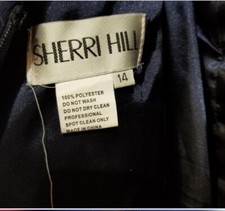 SHERRI HILL
14
100% POLYESTER
DO NOT WASH
DO NOT DRY CLEAN
PROFESSIONAL
SPOT CLEAN ONLY
MADE IN CHINA